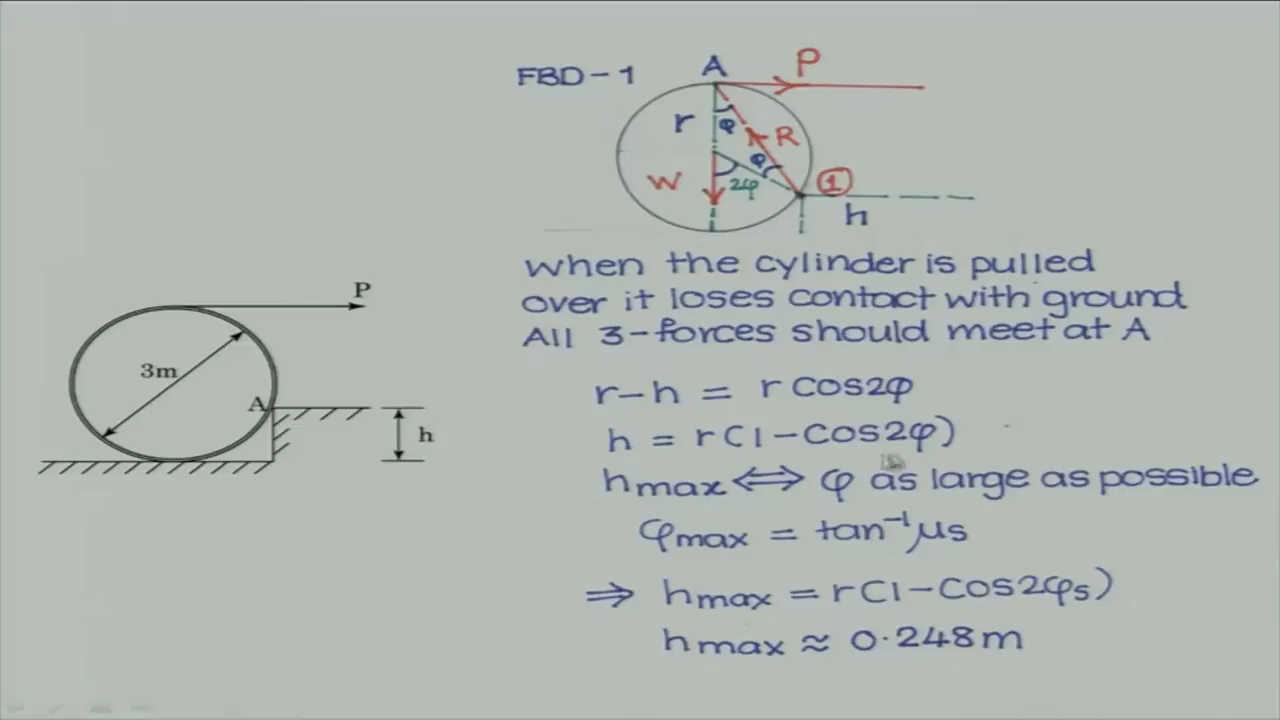 FBD-1
A
P
r
φ
R
φ
W
2φ
1
h
when the cylinder is pulled
over it loses contact with ground
All 3-forces should meet at A
P
3m
A
h
r-h = r cos2φ
h = r(1-cos2φ)
hmax ⟺ φ as large as possible
φmax = tan⁻¹μs
⇒ hmax = r(1-cos2φs)
hmax ≈ 0.248m